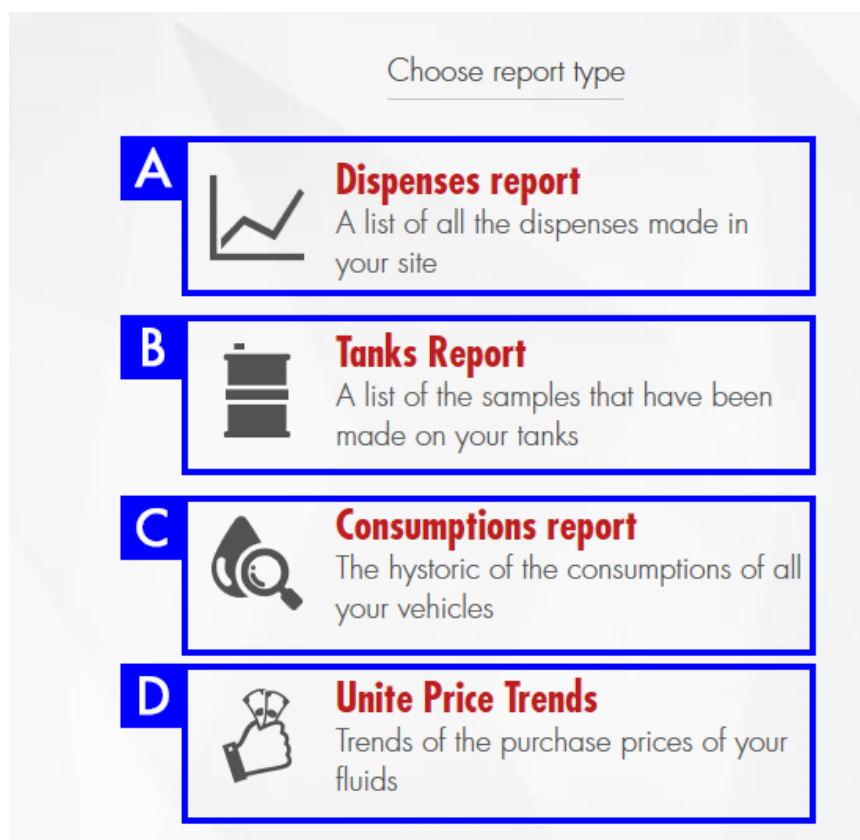 Choose report type
A
Dispenses report
A list of all the dispenses made in
your site
B
Tanks Report
A list of the samples that have been
made on your tanks
C
Consumptions report
The hystoric of the consumptions of all
your vehicles
D
Unite Price Trends
Trends of the purchase prices of your
fluids